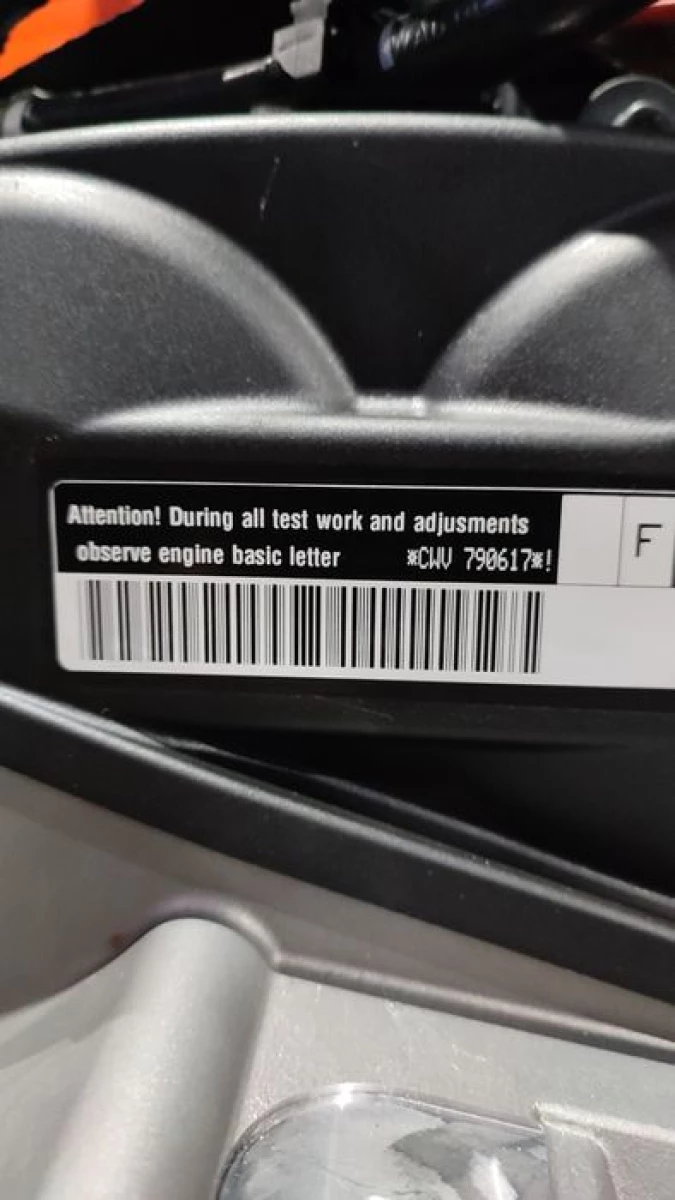 Attention! During all test work and adjusments
observe engine basic letter *CWV 790617*!
F